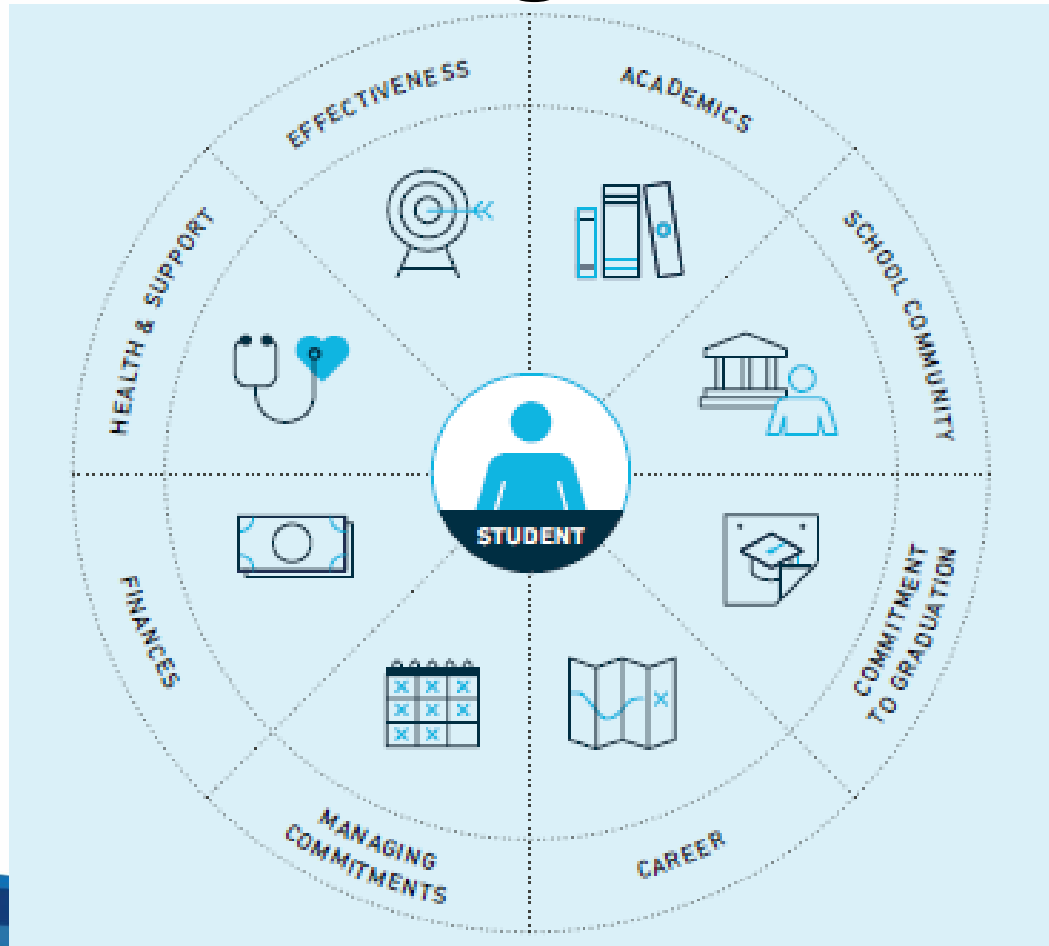 EFFECTIVENESS
ACADEMICS
HEALTH & SUPPORT
SCHOOL COMMUNITY
STUDENT
FINANCES
COMMITMENT
TO GRADUATION
MANAGING
COMMITMENTS
CAREER